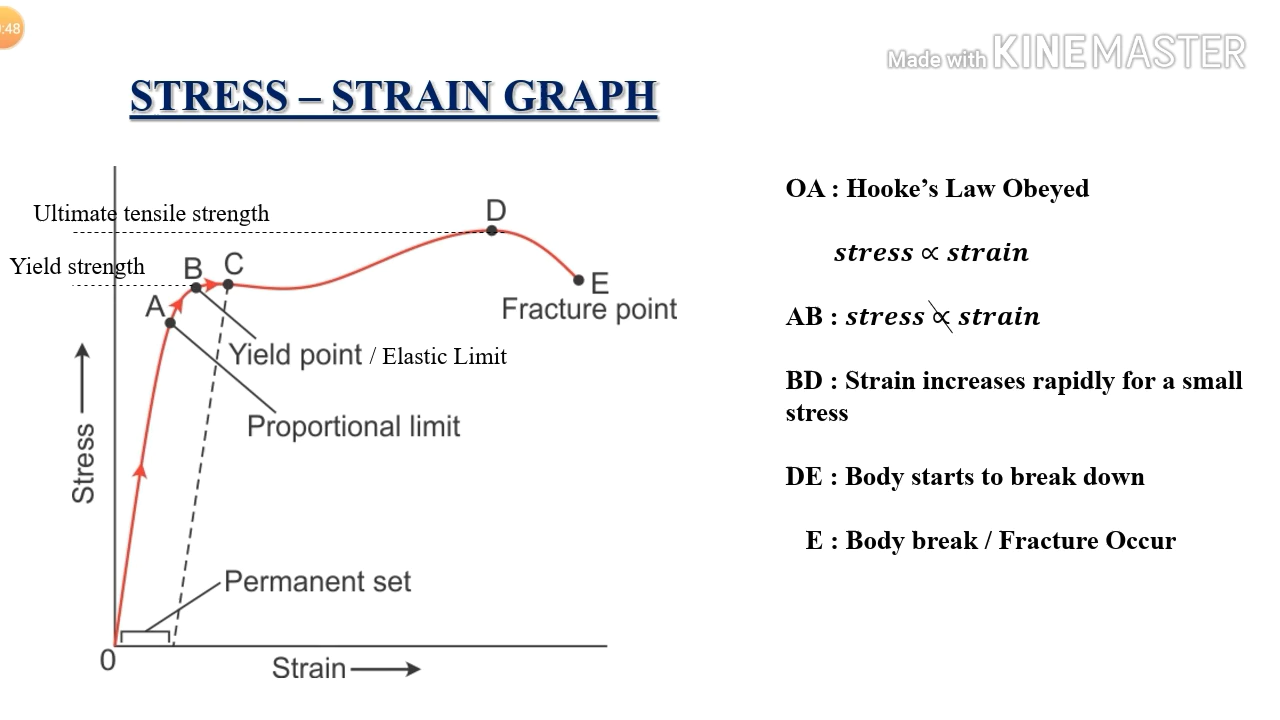 :48
Made with KINEMASTER
STRESS – STRAIN GRAPH
Ultimate tensile strength
Yield strength
A
B
C
D
E
Fracture point
Yield point / Elastic Limit
Proportional limit
Stress
Permanent set
0
Strain
OA : Hooke’s Law Obeyed
stress ∝ strain
AB : stress ∝ strain
BD : Strain increases rapidly for a small
stress
DE : Body starts to break down
E : Body break / Fracture Occur